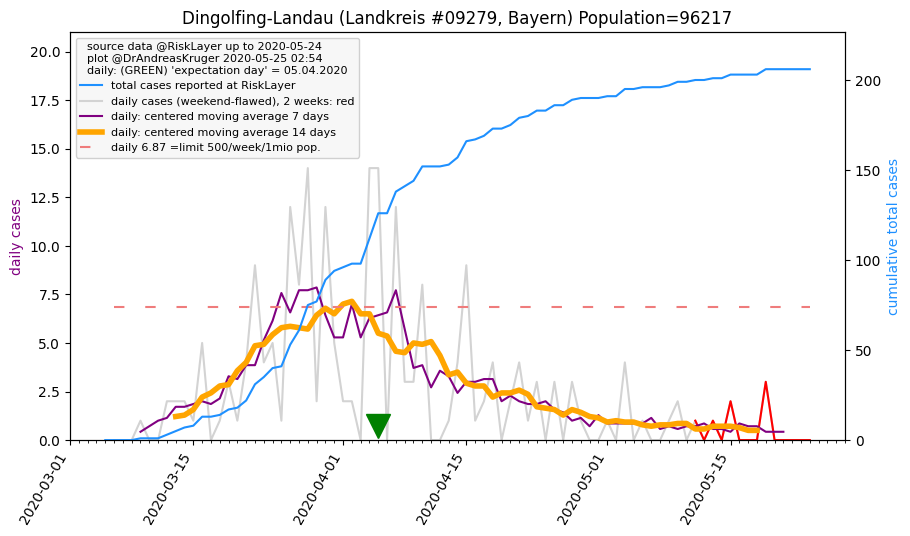 Dingolfing-Landau (Landkreis #09279, Bayern) Population=96217
source data @RiskLayer up to 2020-05-24
plot @DrAndreasKruger 2020-05-25 02:54
daily: (GREEN) 'expectation day' = 05.04.2020
total cases reported at RiskLayer
daily cases (weekend-flawed), 2 weeks: red
daily: centered moving average 7 days
daily: centered moving average 14 days
daily 6.87 =limit 500/week/1mio pop.
daily cases
20.0
17.5
15.0
12.5
10.0
7.5
5.0
2.5
0.0
200
150
100
50
0
cumulative total cases
2020-03-01
2020-03-15
2020-04-01
2020-04-15
2020-05-01
2020-05-15